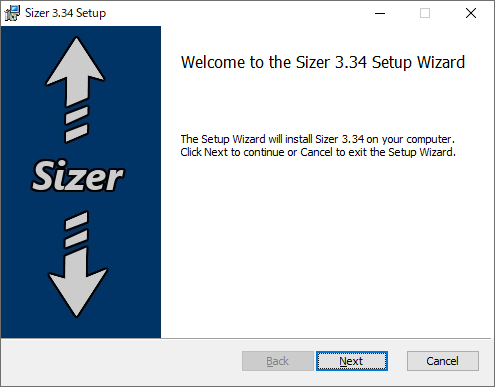 Sizer 3.34 Setup
Sizer
Welcome to the Sizer 3.34 Setup Wizard
The Setup Wizard will install Sizer 3.34 on your computer.
Click Next to continue or Cancel to exit the Setup Wizard.
Back
Next
Cancel